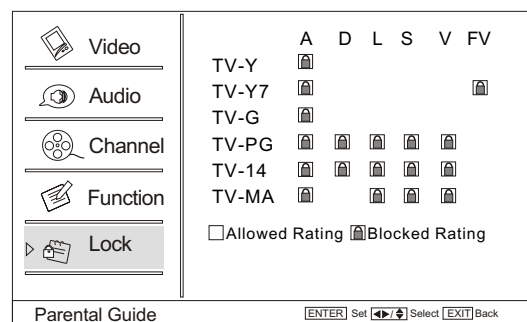 Video
Audio
Channel
Function
Lock
A D L S V FV
TV-Y
TV-Y7
TV-G
TV-PG
TV-14
TV-MA
Allowed Rating Blocked Rating
Parental Guide
ENTER Set ◀▶/◆ Select EXIT Back